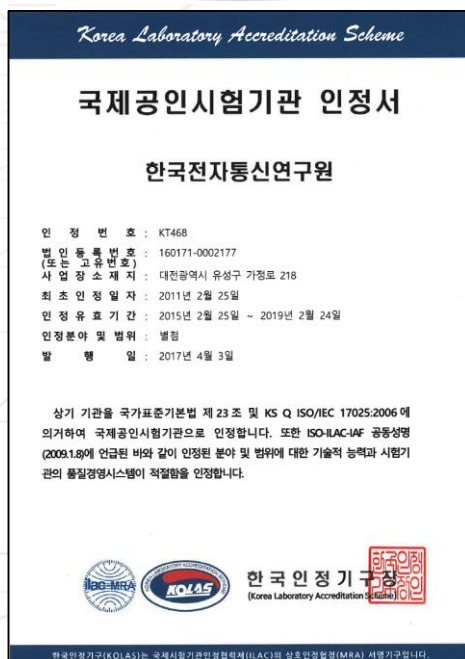 Korea Laboratory Accreditation Scheme
국제공인시험기관 인정서
한국전자통신연구원
인 정 번 호 : KT468
법 인 등 록 번 호 : 160171-0002177
(또는 고유번호)
사 업 장 소 재 지 : 대전광역시 유성구 가정로 218
최 초 인 정 일 자 : 2011년 2월 25일
인 정 유 효 기 간 : 2015년 2월 25일 ~ 2019년 2월 24일
인정분야 및 범위 : 별첨
발 행 일 : 2017년 4월 3일
상기 기관을 국가표준기본법 제 23 조 및 KS Q ISO/IEC 17025:2006 에
의거하여 국제공인시험기관으로 인정합니다. 또한 ISO-ILAC-IAF 공동성명
(2009.1.8)에 언급된 바와 같이 인정된 분야 및 범위에 대한 기술적 능력과 시험기
관의 품질경영시스템이 적절함을 인정합니다.
ilac-MRA
KOLAS
한 국 인 정 기 구 장
(Korea Laboratory Accreditation Scheme)
한국인정기구(KOLAS)는 국제시험기관인정협력체(ILAC)의 상호인정협정(MRA) 서명기구입니다.